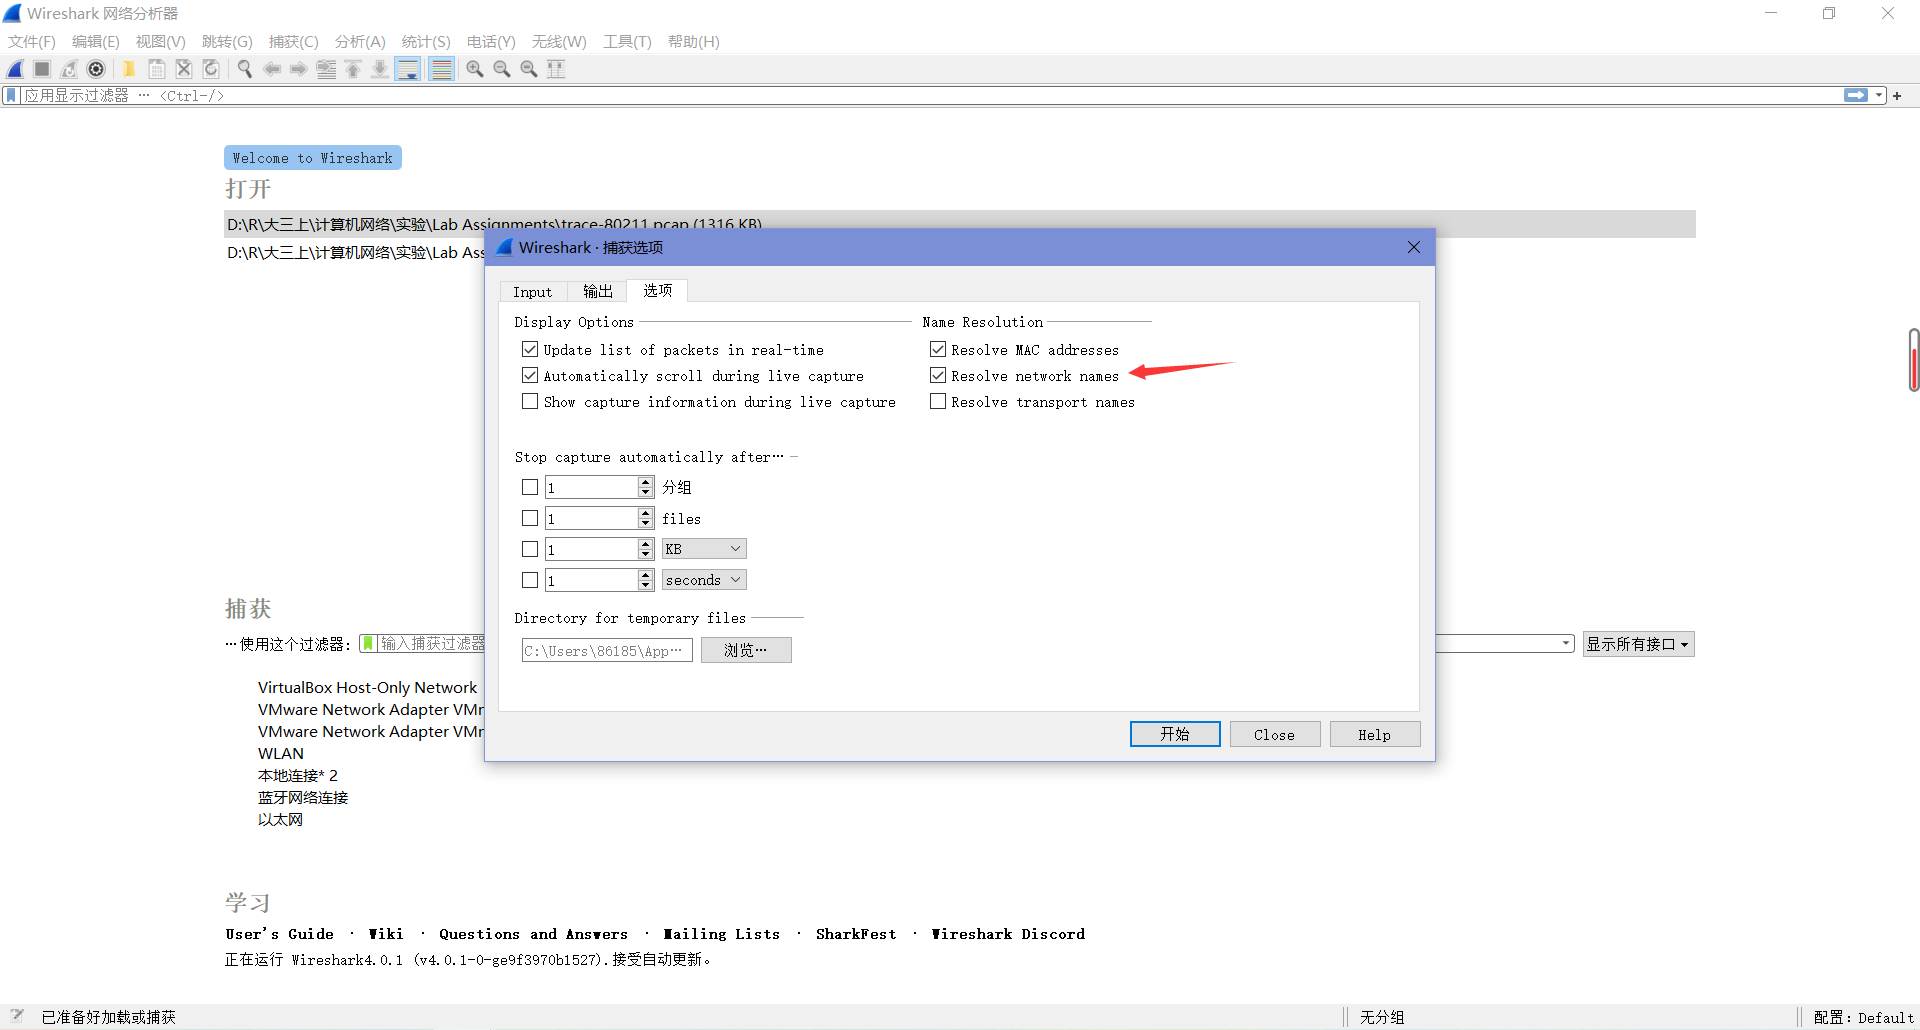 Wireshark 网络分析器
文件(F) 编辑(E) 视图(V) 跳转(G) 捕获(C) 分析(A) 统计(S) 电话(Y) 无线(W) 工具(T) 帮助(H)
应用显示过滤器 … <Ctrl-/>
Welcome to Wireshark
打开
D:\R\大三上\计算机网络\实验\Lab Assignments\trace-80211.pcap (1316 KB)
D:\R\大三上\计算机网络\实验\Lab Ass
Wireshark · 捕获选项
Input 输出 选项
Display Options Name Resolution
Update list of packets in real-time Resolve MAC addresses
Automatically scroll during live capture Resolve network names
Show capture information during live capture Resolve transport names
Stop capture automatically after…
1 分组
1 files
1 KB
1 seconds
Directory for temporary files
C:\Users\86185\App… 浏览…
开始 Close Help
捕获
…使用这个过滤器: 输入捕获过滤器 显示所有接口
VirtualBox Host-Only Network
VMware Network Adapter VMn
VMware Network Adapter VMn
WLAN
本地连接* 2
蓝牙网络连接
以太网
学习
User's Guide · Wiki · Questions and Answers · Mailing Lists · SharkFest · Wireshark Discord
正在运行 Wireshark4.0.1 (v4.0.1-0-ge9f3970b1527).接受自动更新。
已准备好加载或捕获 无分组 配置: Default